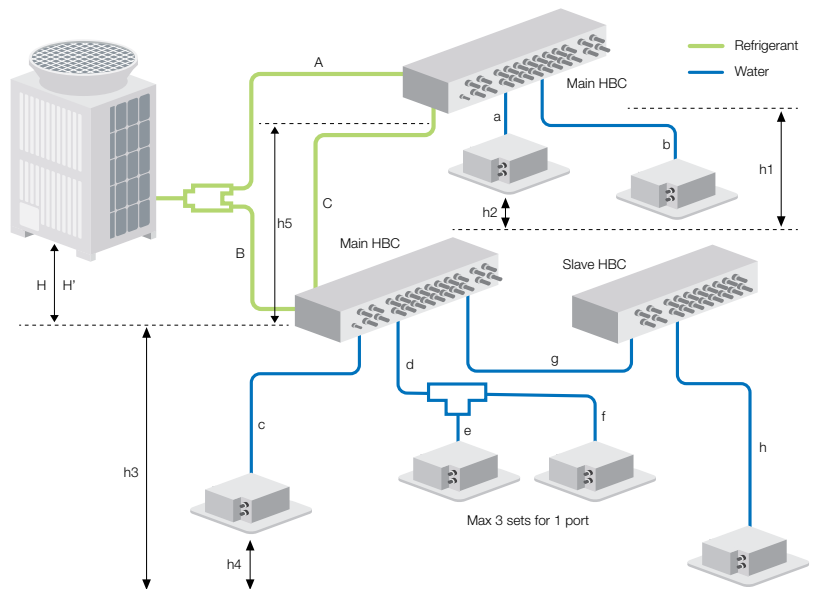 Refrigerant
Water
A
Main HBC
a
b
h1
h2
C
h5
B
Main HBC
Slave HBC
H H'
g
d
c
e
f
h
h3
Max 3 sets for 1 port
h4